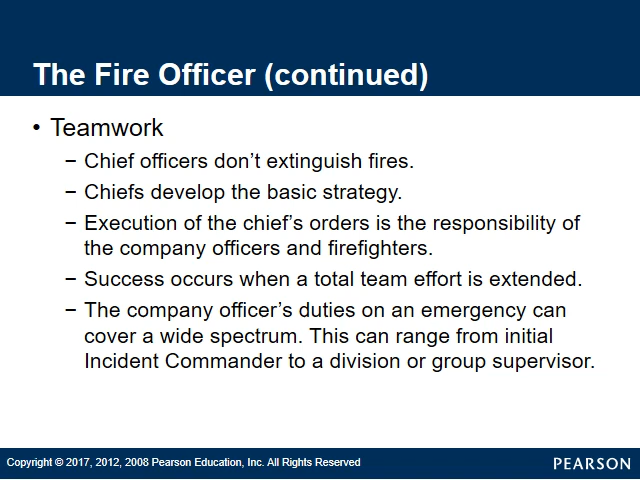 The Fire Officer (continued)
• Teamwork
– Chief officers don’t extinguish fires.
– Chiefs develop the basic strategy.
– Execution of the chief’s orders is the responsibility of
the company officers and firefighters.
– Success occurs when a total team effort is extended.
– The company officer’s duties on an emergency can
cover a wide spectrum. This can range from initial
Incident Commander to a division or group supervisor.
Copyright © 2017, 2012, 2008 Pearson Education, Inc. All Rights Reserved
PEARSON